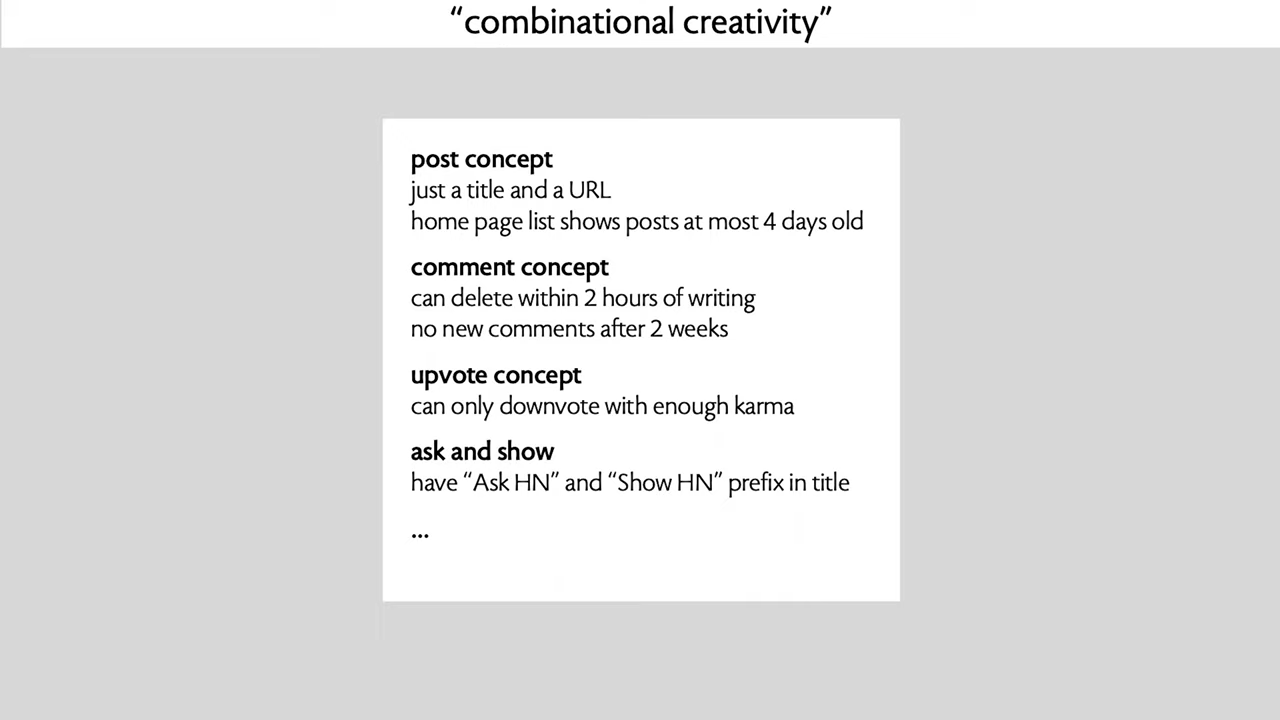 “combinational creativity”
post concept
just a title and a URL
home page list shows posts at most 4 days old
comment concept
can delete within 2 hours of writing
no new comments after 2 weeks
upvote concept
can only downvote with enough karma
ask and show
have “Ask HN” and “Show HN” prefix in title
...